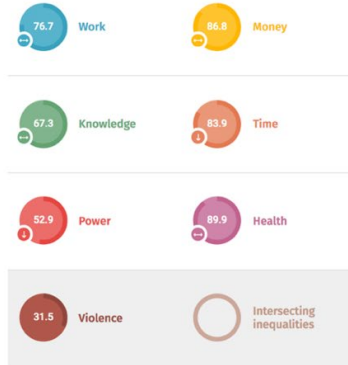 76.7 Work
86.8 Money
67.3 Knowledge
83.9 Time
52.9 Power
89.9 Health
31.5 Violence
Intersecting
inequalities